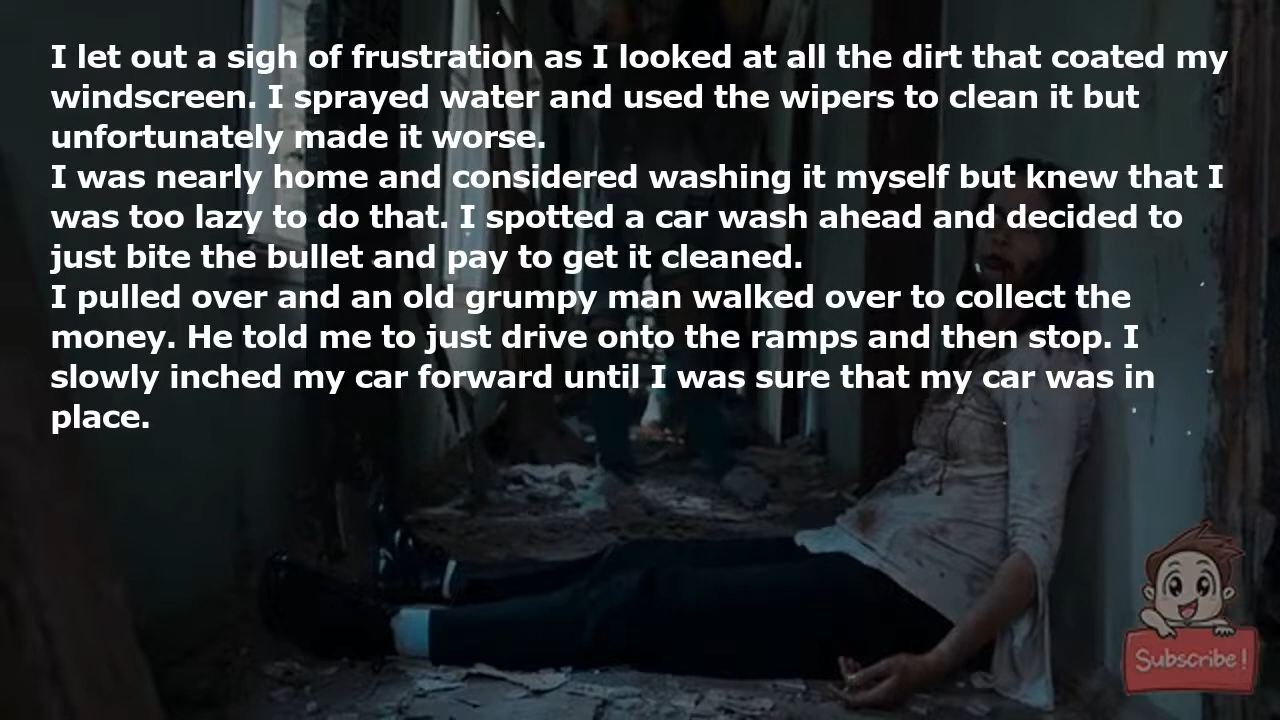 I let out a sigh of frustration as I looked at all the dirt that coated my
windscreen. I sprayed water and used the wipers to clean it but
unfortunately made it worse.
I was nearly home and considered washing it myself but knew that I
was too lazy to do that. I spotted a car wash ahead and decided to
just bite the bullet and pay to get it cleaned.
I pulled over and an old grumpy man walked over to collect the
money. He told me to just drive onto the ramps and then stop. I
slowly inched my car forward until I was sure that my car was in
place.
Subscribe!